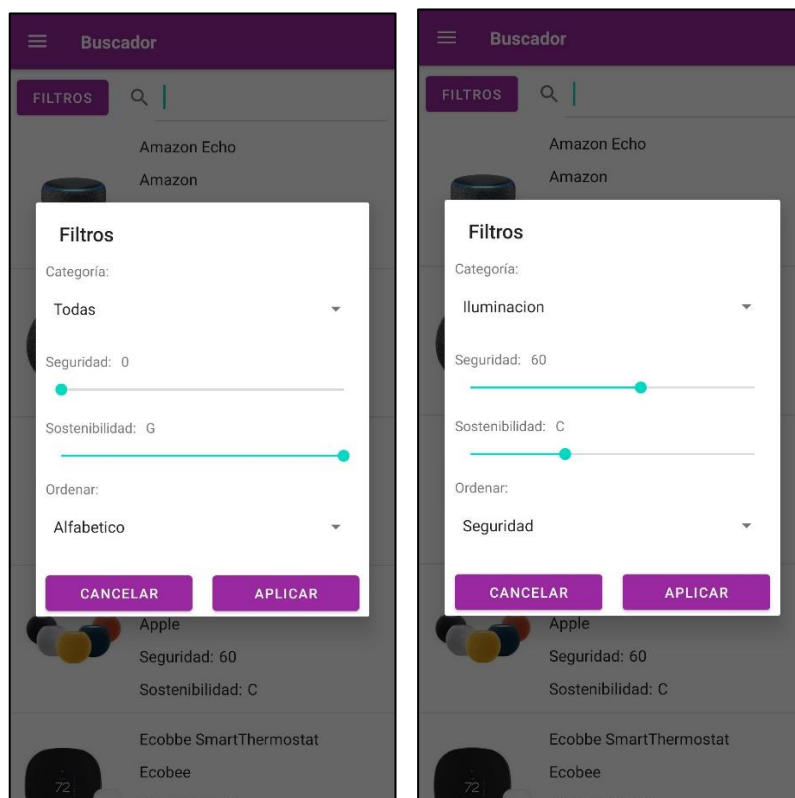 Buscador
FILTROS
Amazon Echo
Amazon
Filtros
Categoría:
Todas
Seguridad: 0
Sostenibilidad: G
Ordenar:
Alfabetico
CANCELAR APLICAR
Apple
Seguridad: 60
Sostenibilidad: C
Ecobbe SmartThermostat
Ecobee
72
Buscador
FILTROS
Amazon Echo
Amazon
Filtros
Categoría:
Iluminacion
Seguridad: 60
Sostenibilidad: C
Ordenar:
Seguridad
CANCELAR APLICAR
Apple
Seguridad: 60
Sostenibilidad: C
Ecobbe SmartThermostat
Ecobee
72